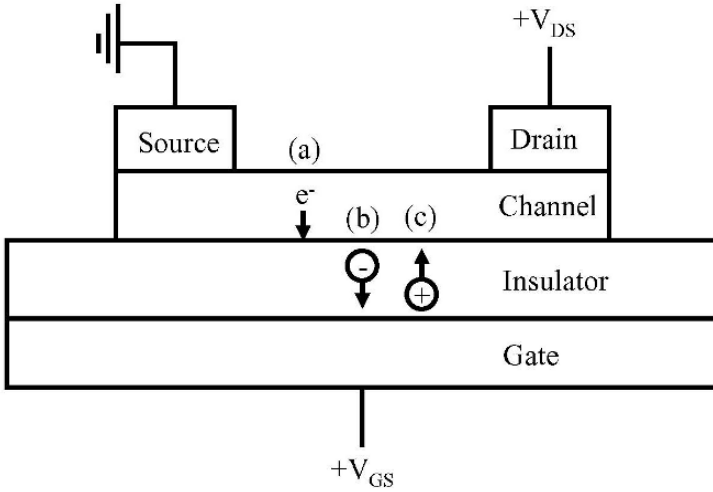 +V_DS
Source
(a)
Drain
e⁻
(b)
(c)
Channel
-
+
Insulator
Gate
+V_GS